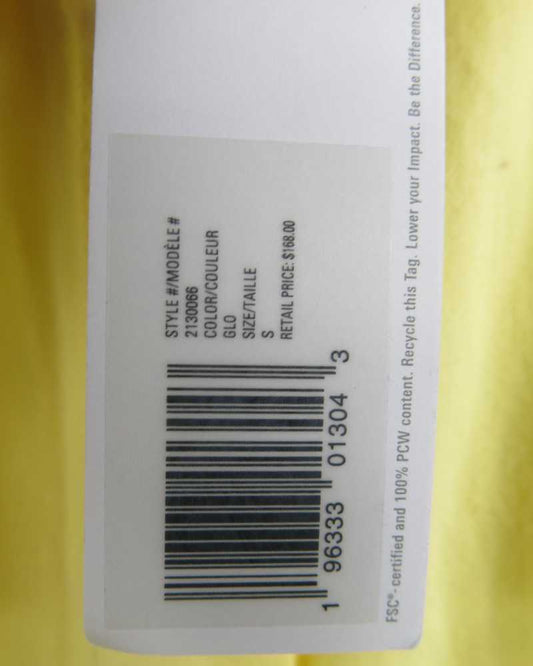 STYLE #/MODÈLE #
2130066
COLOR/COULEUR
GLO
SIZE/TAILLE
S
RETAIL PRICE: $168.00
1 96333 01304 3
FSC®- certified and 100% PCW content. Recycle this Tag. Lower your Impact. Be the Difference.